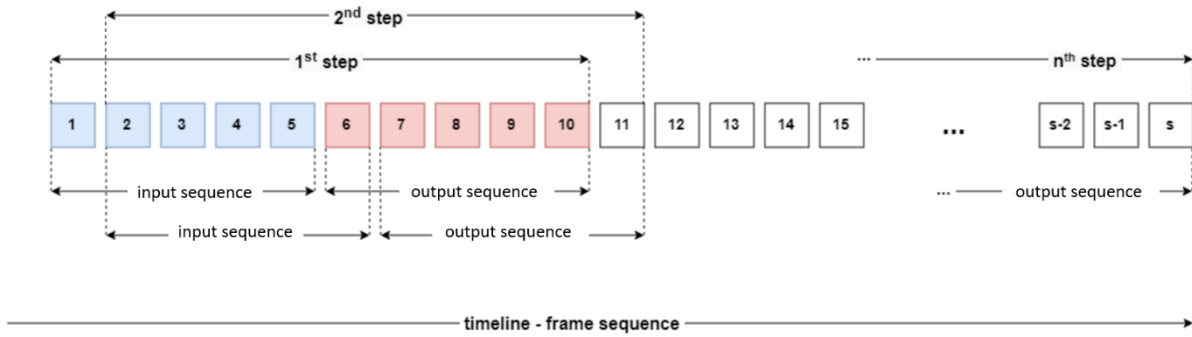 2nd step
1st step
... nth step
1 2 3 4 5 6 7 8 9 10 11 12 13 14 15 ... s-2 s-1 s
input sequence output sequence ... output sequence
input sequence output sequence
timeline - frame sequence